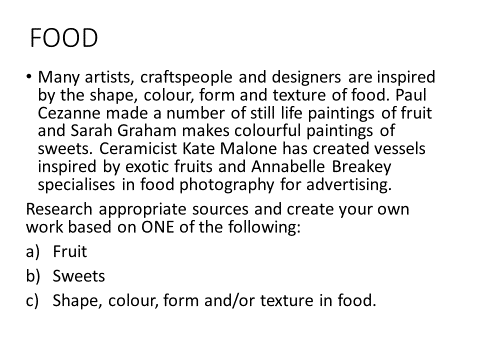 FOOD
• Many artists, craftspeople and designers are inspired
by the shape, colour, form and texture of food. Paul
Cezanne made a number of still life paintings of fruit
and Sarah Graham makes colourful paintings of
sweets. Ceramicist Kate Malone has created vessels
inspired by exotic fruits and Annabelle Breakey
specialises in food photography for advertising.
Research appropriate sources and create your own
work based on ONE of the following:
a) Fruit
b) Sweets
c) Shape, colour, form and/or texture in food.